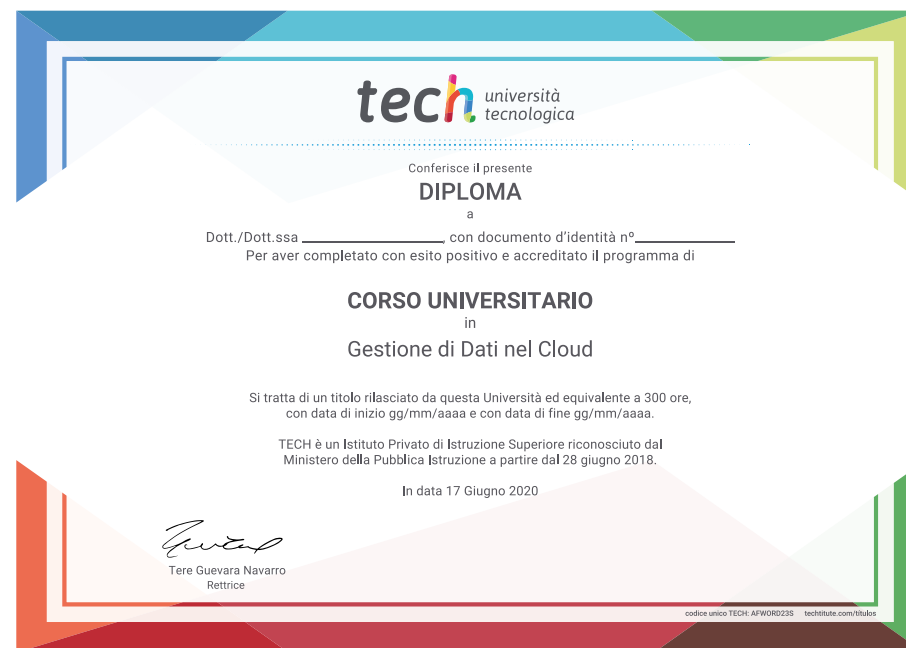 tech università
tecnologica
Conferisce il presente
DIPLOMA
a
Dott./Dott.ssa _________________, con documento d'identità nº____________
Per aver completato con esito positivo e accreditato il programma di
CORSO UNIVERSITARIO
in
Gestione di Dati nel Cloud
Si tratta di un titolo rilasciato da questa Università ed equivalente a 300 ore,
con data di inizio gg/mm/aaaa e con data di fine gg/mm/aaaa.
TECH è un Istituto Privato di Istruzione Superiore riconosciuto dal
Ministero della Pubblica Istruzione a partire dal 28 giugno 2018.
In data 17 Giugno 2020
Tere Guevara Navarro
Rettrice
codice unico TECH: AFWORD23S techtitute.com/títulos